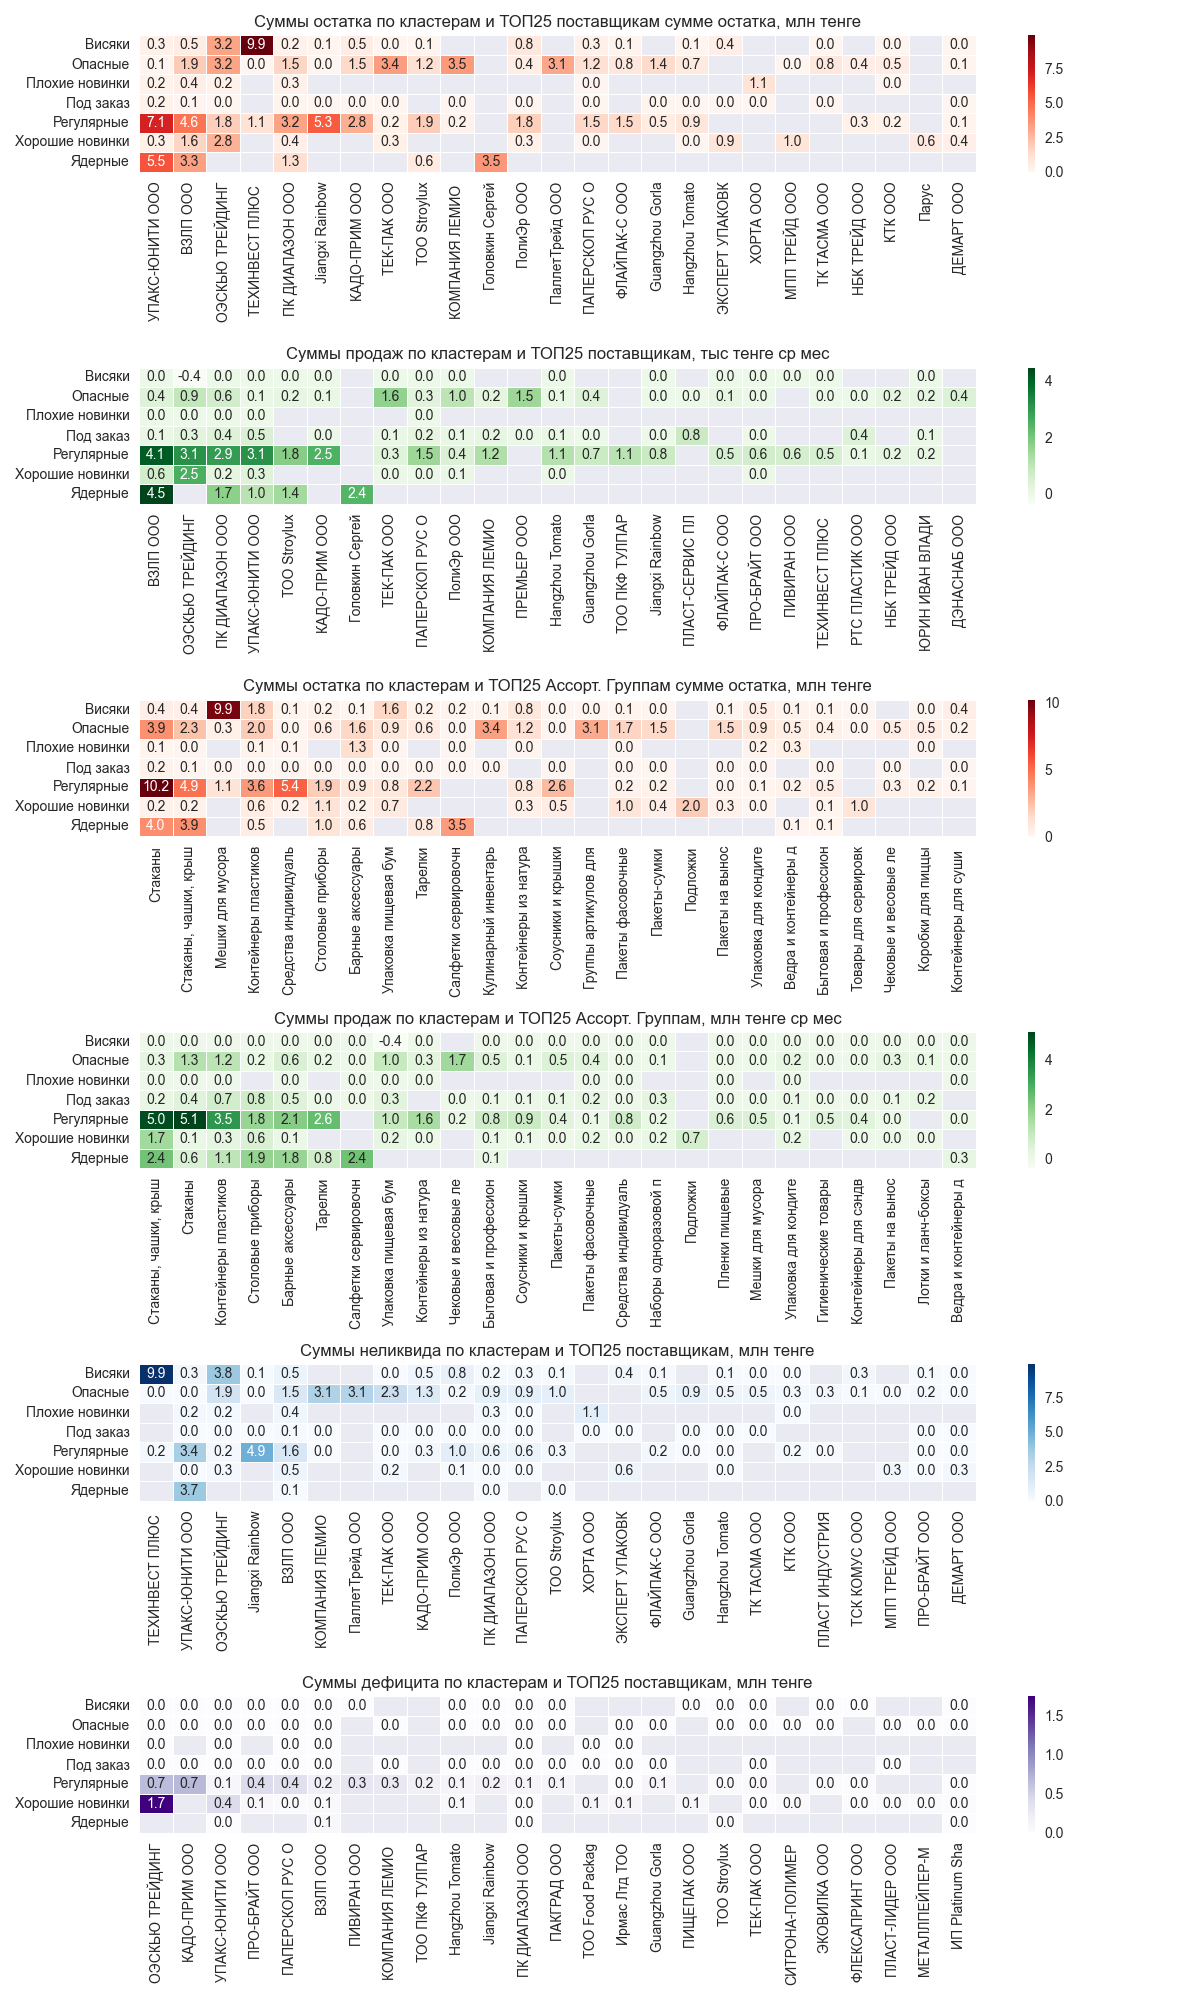 Суммы остатка по кластерам и ТОП25 поставщикам сумме остатка, млн тенге
Висяки 0.3 0.5 3.2 9.9 0.2 0.1 0.5 0.0 0.1 0.8 0.3 0.1 0.1 0.4 0.0 0.0 0.0
Опасные 0.1 1.9 3.2 0.0 1.5 0.0 1.5 3.4 1.2 3.5 0.4 3.1 1.2 0.8 1.4 0.7 0.0 0.8 0.4 0.5 0.1
Плохие новинки 0.2 0.4 0.2 0.3 0.0 1.1 0.0
Под заказ 0.2 0.1 0.0 0.0 0.0 0.0 0.0 0.0 0.0 0.0 0.0 0.0 0.0 0.0 0.0 0.0
Регулярные 7.1 4.6 1.8 1.1 3.2 5.3 2.8 0.2 1.9 0.2 1.8 1.5 1.5 0.5 0.9 0.3 0.2 0.1
Хорошие новинки 0.3 1.6 2.8 0.4 0.3 0.3 0.0 0.0 0.9 1.0 0.6 0.4
Ядерные 5.5 3.3 1.3 0.6 3.5
7.5
5.0
2.5
0.0
УПАКС-ЮНИТИ ООО
ВЗЛП ООО
ОЭСКЬЮ ТРЕЙДИНГ
ТЕХИНВЕСТ ПЛЮС
ПК ДИАПАЗОН ООО
Jiangxi Rainbow
КАДО-ПРИМ ООО
ТЕК-ПАК ООО
ТОО Stroylux
КОМПАНИЯ ЛЕМИО
Головкин Сергей
ПолиЭр ООО
ПаллетТрейд ООО
ПАПЕРСКОП РУС О
ФЛАЙПАК-С ООО
Guangzhou Gorla
Hangzhou Tomato
ЭКСПЕРТ УПАКОВК
ХОРТА ООО
МПП ТРЕЙД ООО
ТК ТАСМА ООО
НБК ТРЕЙД ООО
КТК ООО
Парус
ДЕМАРТ ООО
Суммы продаж по кластерам и ТОП25 поставщикам, тыс тенге ср мес
Висяки 0.0 -0.4 0.0 0.0 0.0 0.0 0.0 0.0 0.0 0.0 0.0 0.0 0.0 0.0 0.0 0.0
Опасные 0.4 0.9 0.6 0.1 0.2 0.1 1.6 0.3 1.0 0.2 1.5 0.1 0.4 0.0 0.0 0.1 0.0 0.0 0.0 0.2 0.2 0.4
Плохие новинки 0.0 0.0 0.0 0.0 0.0
Под заказ 0.1 0.3 0.4 0.5 0.0 0.1 0.2 0.1 0.2 0.0 0.1 0.0 0.0 0.8 0.0 0.4 0.1
Регулярные 4.1 3.1 2.9 3.1 1.8 2.5 0.3 1.5 0.4 1.2 1.1 0.7 1.1 0.8 0.5 0.6 0.6 0.5 0.1 0.2 0.2
Хорошие новинки 0.6 2.5 0.2 0.3 0.0 0.0 0.1 0.0 0.0
Ядерные 4.5 1.7 1.0 1.4 2.4
4
2
0
ВЗЛП ООО
ОЭСКЬЮ ТРЕЙДИНГ
ПК ДИАПАЗОН ООО
УПАКС-ЮНИТИ ООО
ТОО Stroylux
КАДО-ПРИМ ООО
Головкин Сергей
ТЕК-ПАК ООО
ПАПЕРСКОП РУС О
ПолиЭр ООО
КОМПАНИЯ ЛЕМИО
ПРЕМЬЕР ООО
Hangzhou Tomato
Guangzhou Gorla
ТОО ПКФ ТУЛПАР
Jiangxi Rainbow
ПЛАСТ-СЕРВИС ПЛ
ФЛАЙПАК-С ООО
ПРО-БРАЙТ ООО
ПИВИРАН ООО
ТЕХИНВЕСТ ПЛЮС
РТС ПЛАСТИК ООО
НБК ТРЕЙД ООО
ЮРИН ИВАН ВЛАДИ
ДЭНАСНАБ ООО
Суммы остатка по кластерам и ТОП25 Ассорт. Группам сумме остатка, млн тенге
Висяки 0.4 0.4 9.9 1.8 0.1 0.2 0.1 1.6 0.2 0.2 0.1 0.8 0.0 0.0 0.1 0.0 0.1 0.5 0.1 0.1 0.0 0.0 0.4
Опасные 3.9 2.3 0.3 2.0 0.0 0.6 1.6 0.9 0.6 0.0 3.4 1.2 0.0 3.1 1.7 1.5 1.5 0.9 0.5 0.4 0.0 0.5 0.5 0.2
Плохие новинки 0.1 0.0 0.1 0.1 1.3 0.0 0.0 0.0 0.0 0.2 0.3 0.0
Под заказ 0.2 0.1 0.0 0.0 0.0 0.0 0.0 0.0 0.0 0.0 0.0 0.0 0.0 0.0 0.0 0.0 0.0 0.0 0.0
Регулярные 10.2 4.9 1.1 3.6 5.4 1.9 0.9 0.8 2.2 0.8 2.6 0.2 0.2 0.0 0.1 0.2 0.5 0.3 0.2 0.1
Хорошие новинки 0.2 0.2 0.6 0.2 1.1 0.2 0.7 0.3 0.5 1.0 0.4 2.0 0.3 0.0 0.1 1.0
Ядерные 4.0 3.9 0.5 1.0 0.6 0.8 3.5 0.1 0.1
10
5
0
Стаканы
Стаканы, чашки, крыш
Мешки для мусора
Контейнеры пластиков
Средства индивидуаль
Столовые приборы
Барные аксессуары
Упаковка пищевая бум
Тарелки
Салфетки сервировочн
Кулинарный инвентарь
Контейнеры из натура
Соусники и крышки
Группы артикулов для
Пакеты фасовочные
Пакеты-сумки
Подложки
Пакеты на вынос
Упаковка для кондите
Ведра и контейнеры д
Бытовая и профессион
Товары для сервировк
Чековые и весовые ле
Коробки для пиццы
Контейнеры для суши
Суммы продаж по кластерам и ТОП25 Ассорт. Группам, млн тенге ср мес
Висяки 0.0 0.0 0.0 0.0 0.0 0.0 0.0 -0.4 0.0 0.0 0.0 0.0 0.0 0.0 0.0 0.0 0.0 0.0 0.0 0.0 0.0 0.0 0.0
Опасные 0.3 1.3 1.2 0.2 0.6 0.2 0.0 1.0 0.3 1.7 0.5 0.1 0.5 0.4 0.0 0.1 0.0 0.0 0.2 0.0 0.0 0.3 0.1 0.0
Плохие новинки 0.0 0.0 0.0 0.0 0.0 0.0 0.0 0.0 0.0 0.0 0.0 0.0
Под заказ 0.2 0.4 0.7 0.8 0.5 0.0 0.0 0.3 0.0 0.1 0.1 0.1 0.2 0.0 0.3 0.0 0.0 0.1 0.0 0.0 0.1 0.2
Регулярные 5.0 5.1 3.5 1.8 2.1 2.6 1.0 1.6 0.2 0.8 0.9 0.4 0.1 0.8 0.2 0.6 0.5 0.1 0.5 0.4 0.0 0.0
Хорошие новинки 1.7 0.1 0.3 0.6 0.1 0.2 0.0 0.1 0.1 0.0 0.2 0.0 0.2 0.7 0.2 0.0 0.0 0.0
Ядерные 2.4 0.6 1.1 1.9 1.8 0.8 2.4 0.1 0.3
4
2
0
Стаканы, чашки, крыш
Стаканы
Контейнеры пластиков
Столовые приборы
Барные аксессуары
Тарелки
Салфетки сервировочн
Упаковка пищевая бум
Контейнеры из натура
Чековые и весовые ле
Бытовая и профессион
Соусники и крышки
Пакеты-сумки
Пакеты фасовочные
Средства индивидуаль
Наборы одноразовой п
Подложки
Пленки пищевые
Мешки для мусора
Упаковка для кондите
Гигиенические товары
Контейнеры для сэндв
Пакеты на вынос
Лотки и ланч-боксы
Ведра и контейнеры д
Суммы неликвида по кластерам и ТОП25 поставщикам, млн тенге
Висяки 9.9 0.3 3.8 0.1 0.5 0.0 0.5 0.8 0.2 0.3 0.1 0.4 0.1 0.1 0.0 0.0 0.3 0.1 0.0
Опасные 0.0 0.0 1.9 0.0 1.5 3.1 3.1 2.3 1.3 0.2 0.9 0.9 1.0 0.5 0.9 0.5 0.5 0.3 0.3 0.1 0.0 0.2 0.0
Плохие новинки 0.2 0.2 0.4 0.3 0.0 1.1 0.0
Под заказ 0.0 0.0 0.0 0.1 0.0 0.0 0.0 0.0 0.0 0.0 0.0 0.0 0.0 0.0 0.0 0.0 0.0 0.0
Регулярные 0.2 3.4 0.2 4.9 1.6 0.0 0.0 0.3 1.0 0.6 0.6 0.3 0.2 0.0 0.0 0.2 0.0 0.0 0.0
Хорошие новинки 0.0 0.3 0.5 0.2 0.1 0.0 0.0 0.6 0.0 0.3 0.0 0.3
Ядерные 3.7 0.1 0.0 0.0
7.5
5.0
2.5
0.0
ТЕХИНВЕСТ ПЛЮС
УПАКС-ЮНИТИ ООО
ОЭСКЬЮ ТРЕЙДИНГ
Jiangxi Rainbow
ВЗЛП ООО
КОМПАНИЯ ЛЕМИО
ПаллетТрейд ООО
ТЕК-ПАК ООО
КАДО-ПРИМ ООО
ПолиЭр ООО
ПК ДИАПАЗОН ООО
ПАПЕРСКОП РУС О
ТОО Stroylux
ХОРТА ООО
ЭКСПЕРТ УПАКОВК
ФЛАЙПАК-С ООО
Guangzhou Gorla
Hangzhou Tomato
ТК ТАСМА ООО
КТК ООО
ПЛАСТ ИНДУСТРИЯ
ТСК КОМУС ООО
МПП ТРЕЙД ООО
ПРО-БРАЙТ ООО
ДЕМАРТ ООО
Суммы дефицита по кластерам и ТОП25 поставщикам, млн тенге
Висяки 0.0 0.0 0.0 0.0 0.0 0.0 0.0 0.0 0.0 0.0 0.0 0.0 0.0 0.0 0.0 0.0
Опасные 0.0 0.0 0.0 0.0 0.0 0.0 0.0 0.0 0.0 0.0 0.0 0.0 0.0 0.0 0.0 0.0 0.0 0.0 0.0 0.0
Плохие новинки 0.0 0.0 0.0 0.0 0.0 0.0 0.0
Под заказ 0.0 0.0 0.0 0.0 0.0 0.0 0.0 0.0 0.0 0.0 0.0 0.0 0.0 0.0 0.0 0.0
Регулярные 0.7 0.7 0.1 0.4 0.4 0.2 0.3 0.3 0.2 0.1 0.2 0.1 0.1 0.0 0.1 0.0 0.0 0.0 0.0 0.0
Хорошие новинки 1.7 0.4 0.1 0.0 0.1 0.1 0.0 0.1 0.1 0.1 0.0 0.0 0.0 0.0 0.0 0.0
Ядерные 0.0 0.1 0.0 0.0 0.0
1.5
1.0
0.5
0.0
ОЭСКЬЮ ТРЕЙДИНГ
КАДО-ПРИМ ООО
УПАКС-ЮНИТИ ООО
ПРО-БРАЙТ ООО
ПАПЕРСКОП РУС О
ВЗЛП ООО
ПИВИРАН ООО
КОМПАНИЯ ЛЕМИО
ТОО ПКФ ТУЛПАР
Hangzhou Tomato
Jiangxi Rainbow
ПК ДИАПАЗОН ООО
ПАКГРАД ООО
ТОО Food Packag
Ирмас Лтд ТОО
Guangzhou Gorla
ПИЩЕПАК ООО
ТОО Stroylux
ТЕК-ПАК ООО
СИТРОНА-ПОЛИМЕР
ЭКОВИЛКА ООО
ФЛЕКСАПРИНТ ООО
ПЛАСТ-ЛИДЕР ООО
МЕТАЛЛПЕЙПЕР-М
ИП Platinum Sha